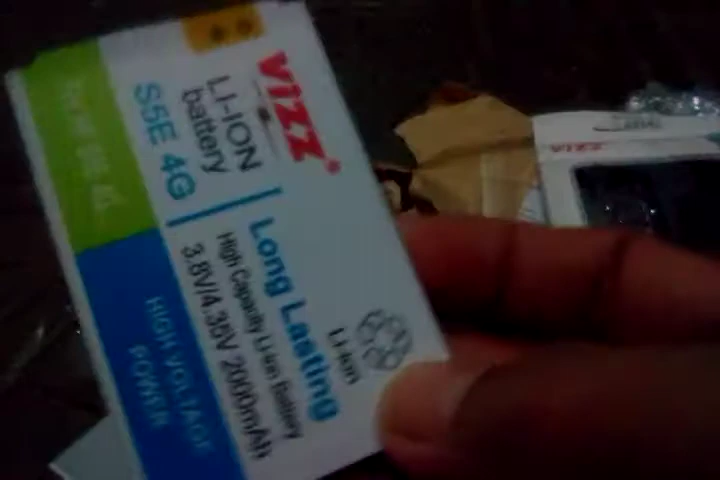 VIZZ
LI-ION
battery
S5E 4G
Long Lasting
High Capacity Li-ion Battery
3.8V/4.35V 2000mAh
Li-ion
HIGH VOLTAGE
POWER
VIZZ